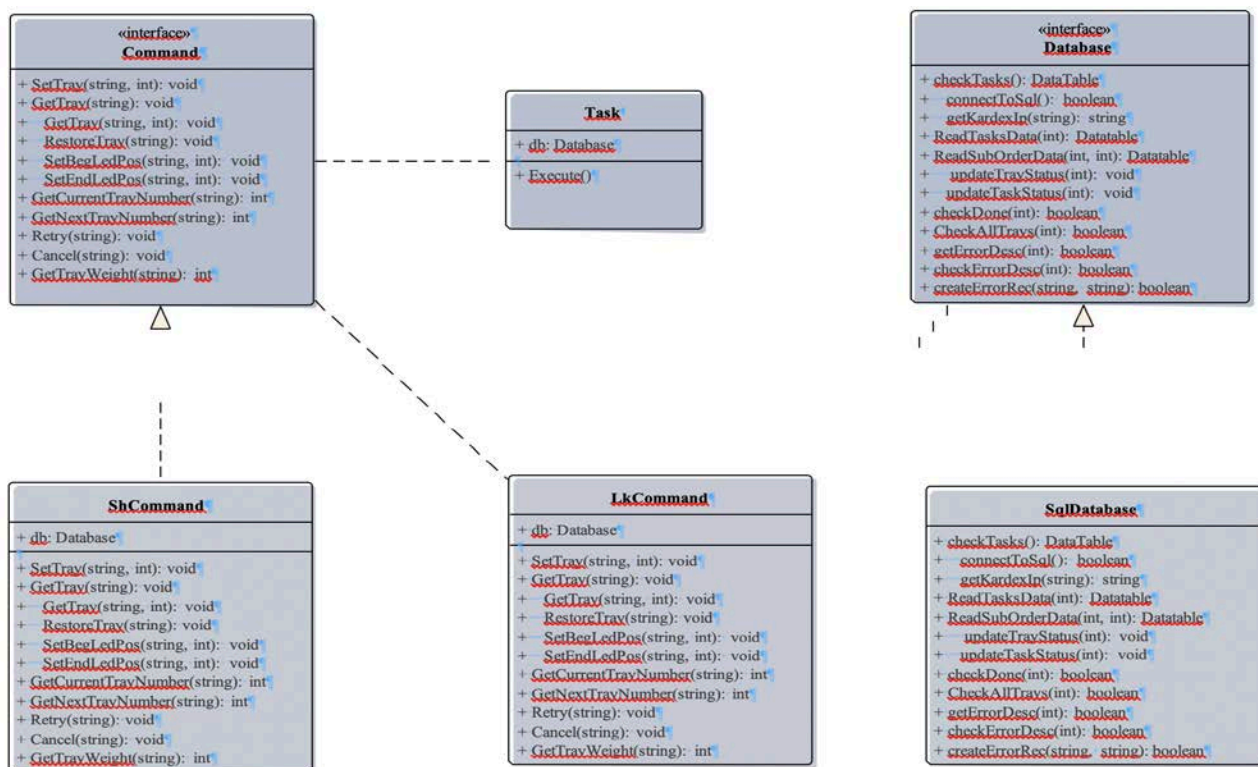 «interface»
Command
+ SetTray(string, int): void
+ GetTray(string): void
+ GetTray(string, int): void
+ RestoreTray(string): void
+ SetBegLedPos(string, int): void
+ SetEndLedPos(string, int): void
+ GetCurrentTrayNumber(string): int
+ GetNextTrayNumber(string): int
+ Retry(string): void
+ Cancel(string): void
+ GetTrayWeight(string): int
Task
+ db: Database
+ Execute()
«interface»
Database
+ checkTasks(): DataTable
+ connectToSql(): boolean
+ getKardexIp(string): string
+ ReadTasksData(int): Datatable
+ ReadSubOrderData(int, int): Datatable
+ updateTrayStatus(int): void
+ updateTaskStatus(int): void
+ checkDone(int): boolean
+ CheckAllTrays(int): boolean
+ getErrorDesc(int): boolean
+ checkErrorDesc(int): boolean
+ createErrorRec(string, string): boolean
ShCommand
+ db: Database
+ SetTray(string, int): void
+ GetTray(string): void
+ GetTray(string, int): void
+ RestoreTray(string): void
+ SetBegLedPos(string, int): void
+ SetEndLedPos(string, int): void
+ GetCurrentTrayNumber(string): int
+ GetNextTrayNumber(string): int
+ Retry(string): void
+ Cancel(string): void
+ GetTrayWeight(string): int
LkCommand
+ db: Database
+ SetTray(string, int): void
+ GetTray(string): void
+ GetTray(string, int): void
+ RestoreTray(string): void
+ SetBegLedPos(string, int): void
+ SetEndLedPos(string, int): void
+ GetCurrentTrayNumber(string): int
+ GetNextTrayNumber(string): int
+ Retry(string): void
+ Cancel(string): void
+ GetTrayWeight(string): int
SqlDatabase
+ checkTasks(): DataTable
+ connectToSql(): boolean
+ getKardexIp(string): string
+ ReadTasksData(int): Datatable
+ ReadSubOrderData(int, int): Datatable
+ updateTrayStatus(int): void
+ updateTaskStatus(int): void
+ checkDone(int): boolean
+ CheckAllTrays(int): boolean
+ getErrorDesc(int): boolean
+ checkErrorDesc(int): boolean
+ createErrorRec(string, string): boolean